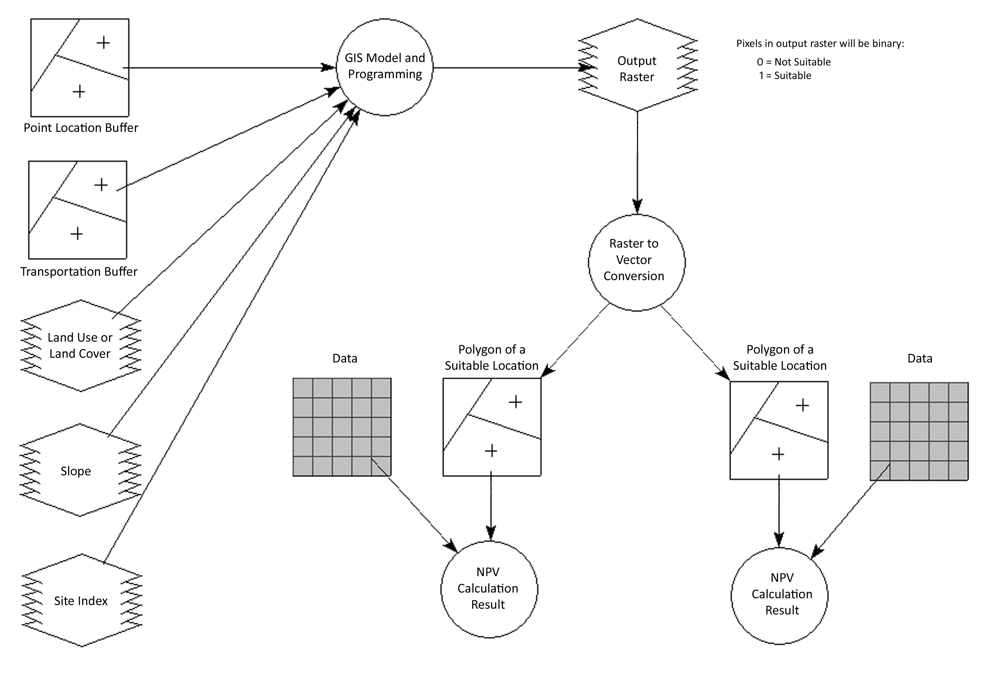 Point Location Buffer
GIS Model and
Programming
Output
Raster
Pixels in output raster will be binary:
0 = Not Suitable
1 = Suitable
Transportation Buffer
Raster to
Vector
Conversion
Land Use or
Land Cover
Data
Polygon of a
Suitable Location
Polygon of a
Suitable Location
Data
Slope
Site Index
NPV
Calculation
Result
NPV
Calculation
Result